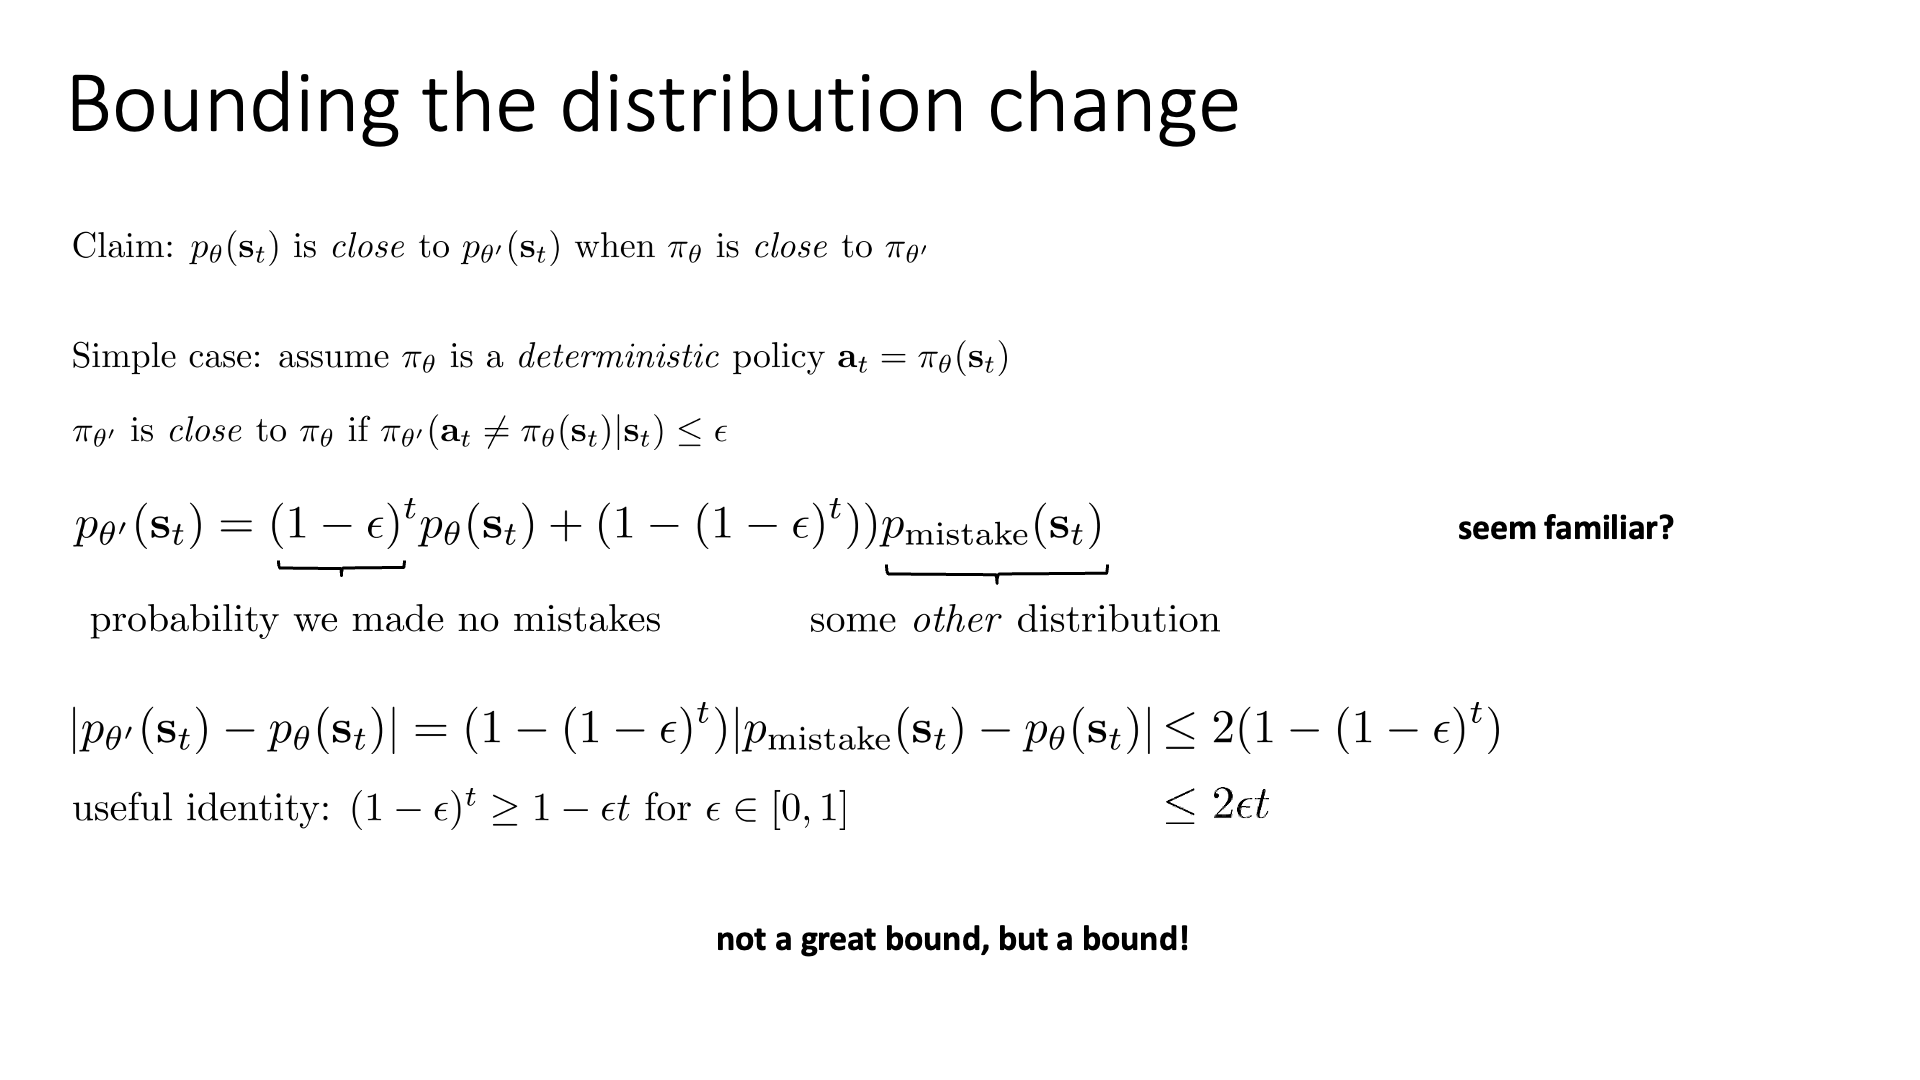 Bounding the distribution change
Claim: $p_\theta(\mathbf{s}_t)$ is close to $p_{\theta'}(\mathbf{s}_t)$ when $\pi_\theta$ is close to $\pi_{\theta'}$
Simple case: assume $\pi_\theta$ is a deterministic policy $\mathbf{a}_t = \pi_\theta(\mathbf{s}_t)$
$\pi_{\theta'}$ is close to $\pi_\theta$ if $\pi_{\theta'}(\mathbf{a}_t \neq \pi_\theta(\mathbf{s}_t)|\mathbf{s}_t) \leq \epsilon$
$p_{\theta'}(\mathbf{s}_t) = (1 - \epsilon)^t p_\theta(\mathbf{s}_t) + (1 - (1 - \epsilon)^t))p_{\text{mistake}}(\mathbf{s}_t)$
seem familiar?
probability we made no mistakes
some other distribution
$|p_{\theta'}(\mathbf{s}_t) - p_\theta(\mathbf{s}_t)| = (1 - (1 - \epsilon)^t)|p_{\text{mistake}}(\mathbf{s}_t) - p_\theta(\mathbf{s}_t)| \leq 2(1 - (1 - \epsilon)^t)$
useful identity: $(1 - \epsilon)^t \geq 1 - \epsilon t$ for $\epsilon \in [0, 1]$
$\leq 2\epsilon t$
not a great bound, but a bound!